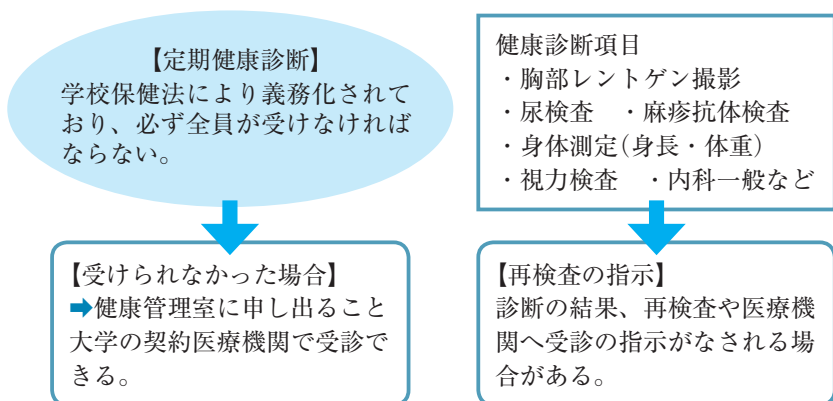 【定期健康診断】
学校保健法により義務化されて
おり、必ず全員が受けなければ
ならない。
健康診断項目
・胸部レントゲン撮影
・尿検査　・麻疹抗体検査
・身体測定(身長・体重)
・視力検査　・内科一般など
【受けられなかった場合】
➡健康管理室に申し出ること
大学の契約医療機関で受診で
きる。
【再検査の指示】
診断の結果、再検査や医療機
関へ受診の指示がなされる場
合がある。